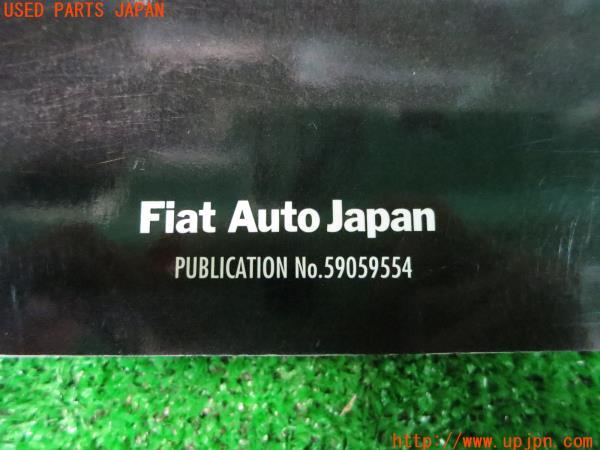 USED PARTS JAPAN
Fiat Auto Japan
PUBLICATION No.59059554
http://www.upjpn.com/